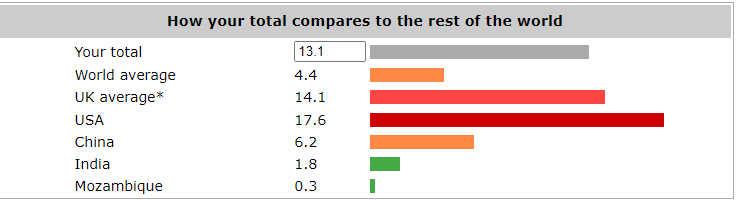 How your total compares to the rest of the world
Your total 13.1
World average 4.4
UK average* 14.1
USA 17.6
China 6.2
India 1.8
Mozambique 0.3